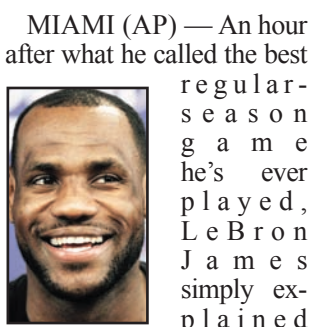 MIAMI (AP) — An hour
after what he called the best
regular-
season
game
he's ever
played,
LeBron
James
simply ex-
plained